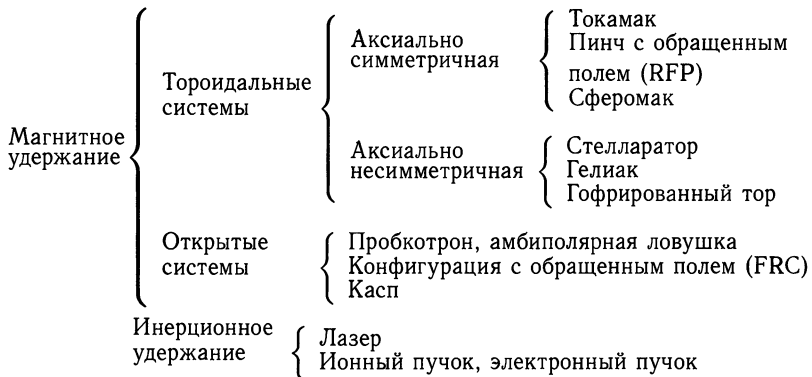 Магнитное
удержание
Тороидальные
системы
Аксиально
симметричная
Токамак
Пинч с обращенным
полем (RFP)
Сферомак
Аксиально
несимметричная
Стелларатор
Гелиак
Гофрированный тор
Открытые
системы
Пробкотрон, амбиполярная ловушка
Конфигурация с обращенным полем (FRC)
Касп
Инерционное
удержание
Лазер
Ионный пучок, электронный пучок